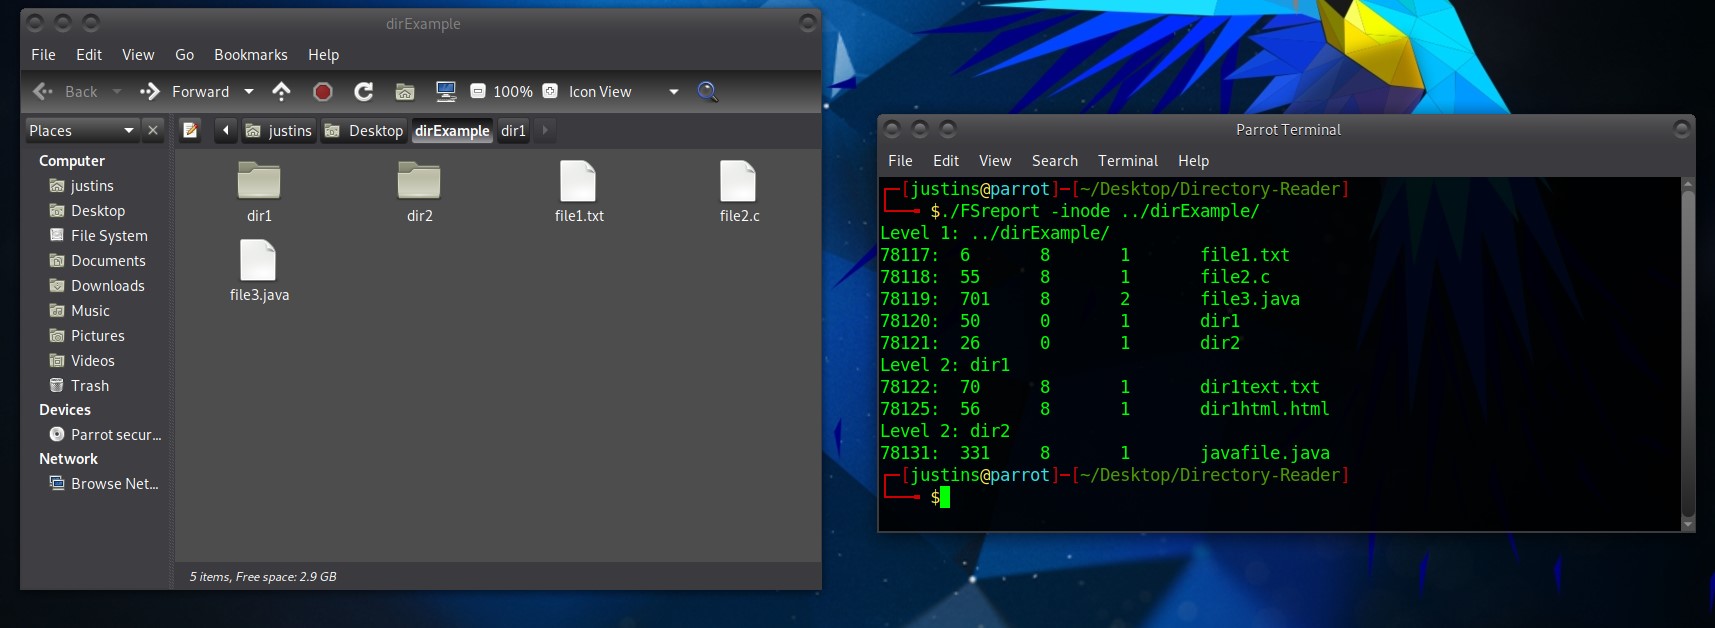 dirExample
File Edit View Go Bookmarks Help
Back Forward 100% Icon View
Places
justins Desktop dirExample dir1
Computer
justins
Desktop
File System
Documents
Downloads
Music
Pictures
Videos
Trash
Devices
Parrot secur...
Network
Browse Net...
dir1 dir2 file1.txt file2.c
file3.java
5 items, Free space: 2.9 GB
Parrot Terminal
File Edit View Search Terminal Help
┌─[justins@parrot]─[~/Desktop/Directory-Reader]
└──╼ $./FSreport -inode ../dirExample/
Level 1: ../dirExample/
78117: 6 8 1 file1.txt
78118: 55 8 1 file2.c
78119: 701 8 2 file3.java
78120: 50 0 1 dir1
78121: 26 0 1 dir2
Level 2: dir1
78122: 70 8 1 dir1text.txt
78125: 56 8 1 dir1html.html
Level 2: dir2
78131: 331 8 1 javafile.java
┌─[justins@parrot]─[~/Desktop/Directory-Reader]
└──╼ $